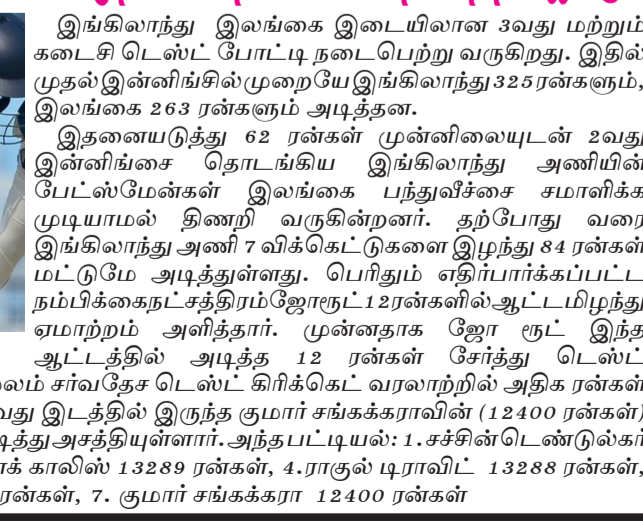 இங்கிலாந்து இலங்கை இடையிலான 3வது மற்றும்
கடைசி டெஸ்ட் போட்டி நடைபெற்று வருகிறது. இதில்
முதல் இன்னிங்சில் முறையே இங்கிலாந்து 325 ரன்களும்,
இலங்கை 263 ரன்களும் அடித்தன.
இதனையடுத்து 62 ரன்கள் முன்னிலையுடன் 2வது
இன்னிங்சை தொடங்கிய இங்கிலாந்து அணியின்
பேட்ஸ்மேன்கள் இலங்கை பந்துவீச்சை சமாளிக்க
முடியாமல் திணறி வருகின்றனர். தற்போது வரை
இங்கிலாந்து அணி 7 விக்கெட்டுகளை இழந்து 84 ரன்கள்
மட்டுமே அடித்துள்ளது. பெரிதும் எதிர்பார்க்கப்பட்ட
நம்பிக்கை நட்சத்திரம் ஜோ ரூட் 12 ரன்களில் ஆட்டமிழந்து
ஏமாற்றம் அளித்தார். முன்னதாக ஜோ ரூட் இந்த
ஆட்டத்தில் அடித்த 12 ரன்கள் சேர்த்து டெஸ்ட்
சர்வதேச டெஸ்ட் கிரிக்கெட் வரலாற்றில் அதிக ரன்கள்
வது இடத்தில் இருந்த குமார் சங்கக்கராவின் (12400 ரன்கள்)
அசத்தியுள்ளார். அந்த பட்டியல்: 1. சச்சின் டெண்டுல்கர்
காலிஸ் 13289 ரன்கள், 4.ராகுல் டிராவிட் 13288 ரன்கள்,
ரன்கள், 7. குமார் சங்கக்கரா 12400 ரன்கள்